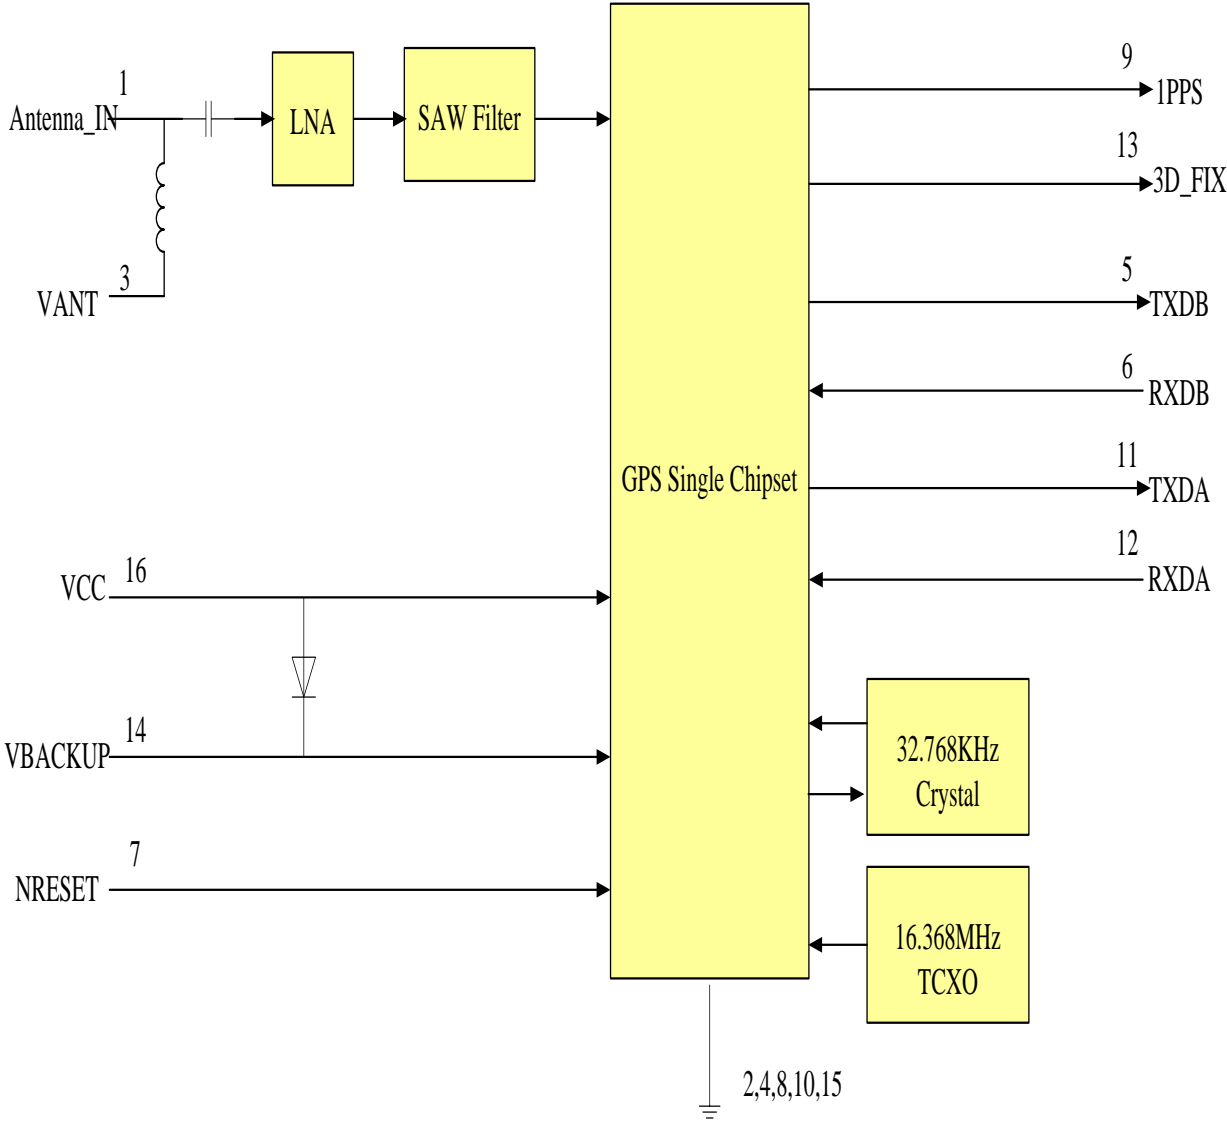 1
Antenna_IN
LNA
SAW Filter
3
VANT
9
1PPS
13
3D_FIX
5
TXDB
6
RXDB
GPS Single Chipset
11
TXDA
12
RXDA
16
VCC
14
VBACKUP
7
NRESET
32.768KHz
Crystal
16.368MHz
TCXO
2,4,8,10,15